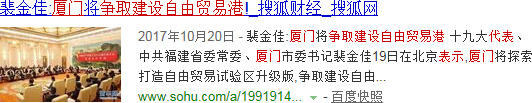 裴金佳:厦门将争取建设自由贸易港!_搜狐财经_搜狐网
2017年10月20日 - 裴金佳:厦门将争取建设自由贸易港 十九大代表、
中共福建省委常委、厦门市委书记裴金佳19日在北京表示,厦门将探索
打造自由贸易试验区升级版,争取建设自由...
www.sohu.com/a/1991914... - 百度快照